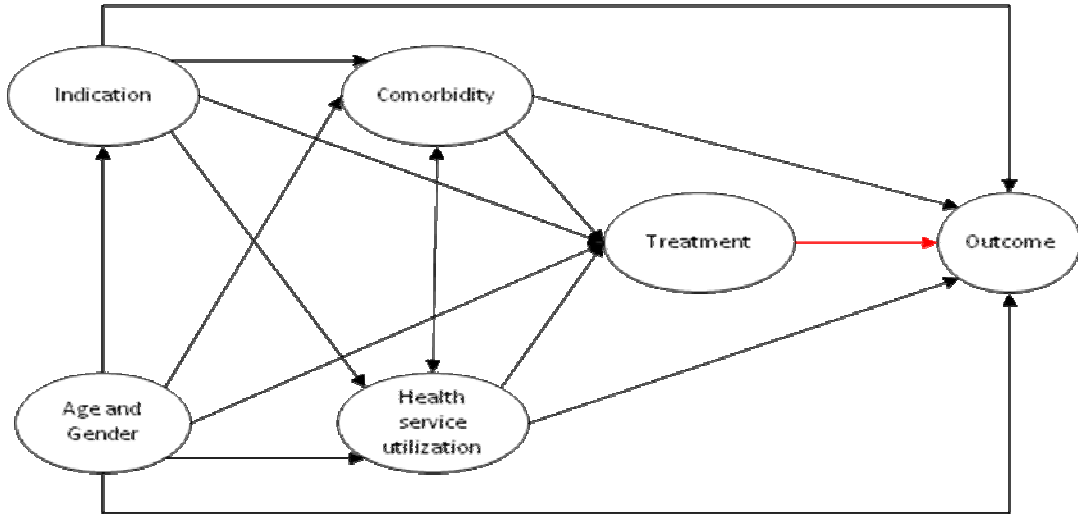 Indication
Comorbidity
Treatment
Outcome
Age and
Gender
Health
service
utilization